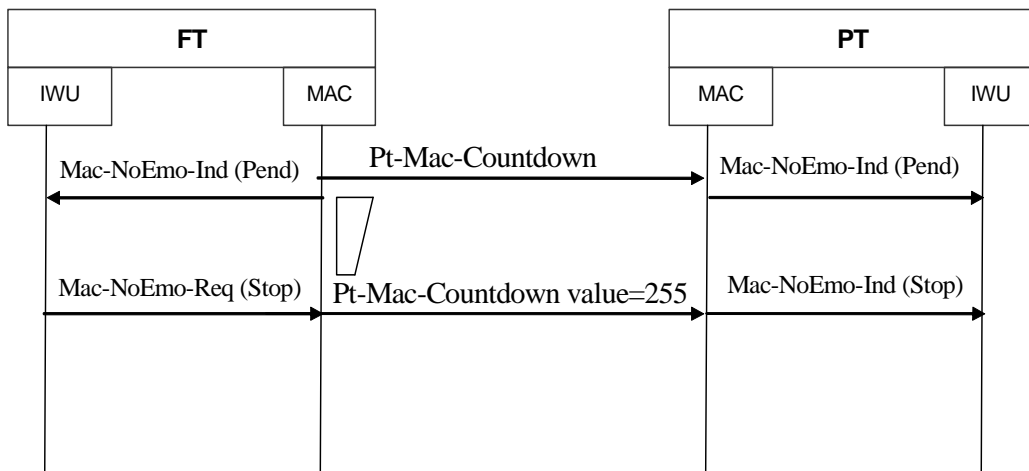 FT
PT
IWU
MAC
MAC
IWU
Pt-Mac-Countdown
Mac-NoEmo-Ind (Pend)
Mac-NoEmo-Ind (Pend)
Mac-NoEmo-Req (Stop)
Pt-Mac-Countdown value=255
Mac-NoEmo-Ind (Stop)